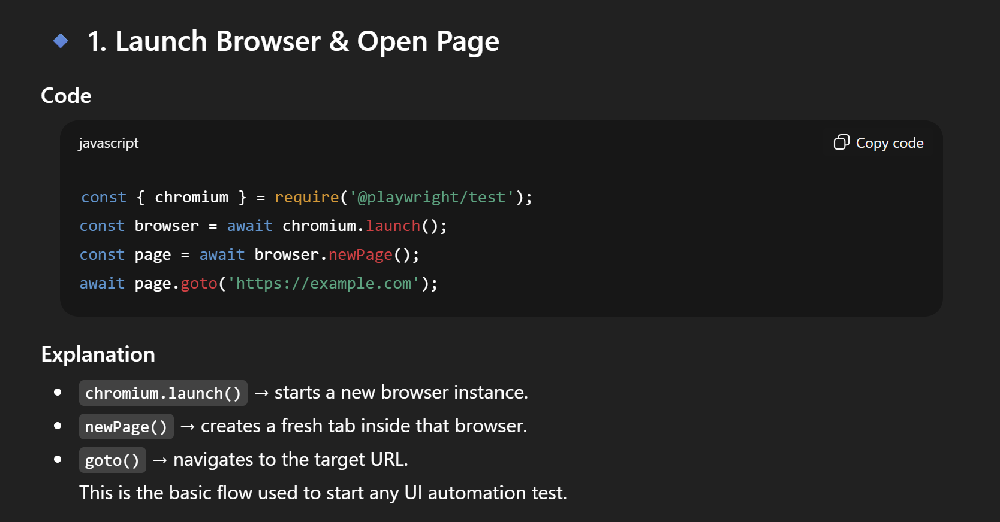 1. Launch Browser & Open Page
Code
javascript
Copy code
const { chromium } = require('@playwright/test');
const browser = await chromium.launch();
const page = await browser.newPage();
await page.goto('https://example.com');
Explanation
• chromium.launch() → starts a new browser instance.
• newPage() → creates a fresh tab inside that browser.
• goto() → navigates to the target URL.
This is the basic flow used to start any UI automation test.